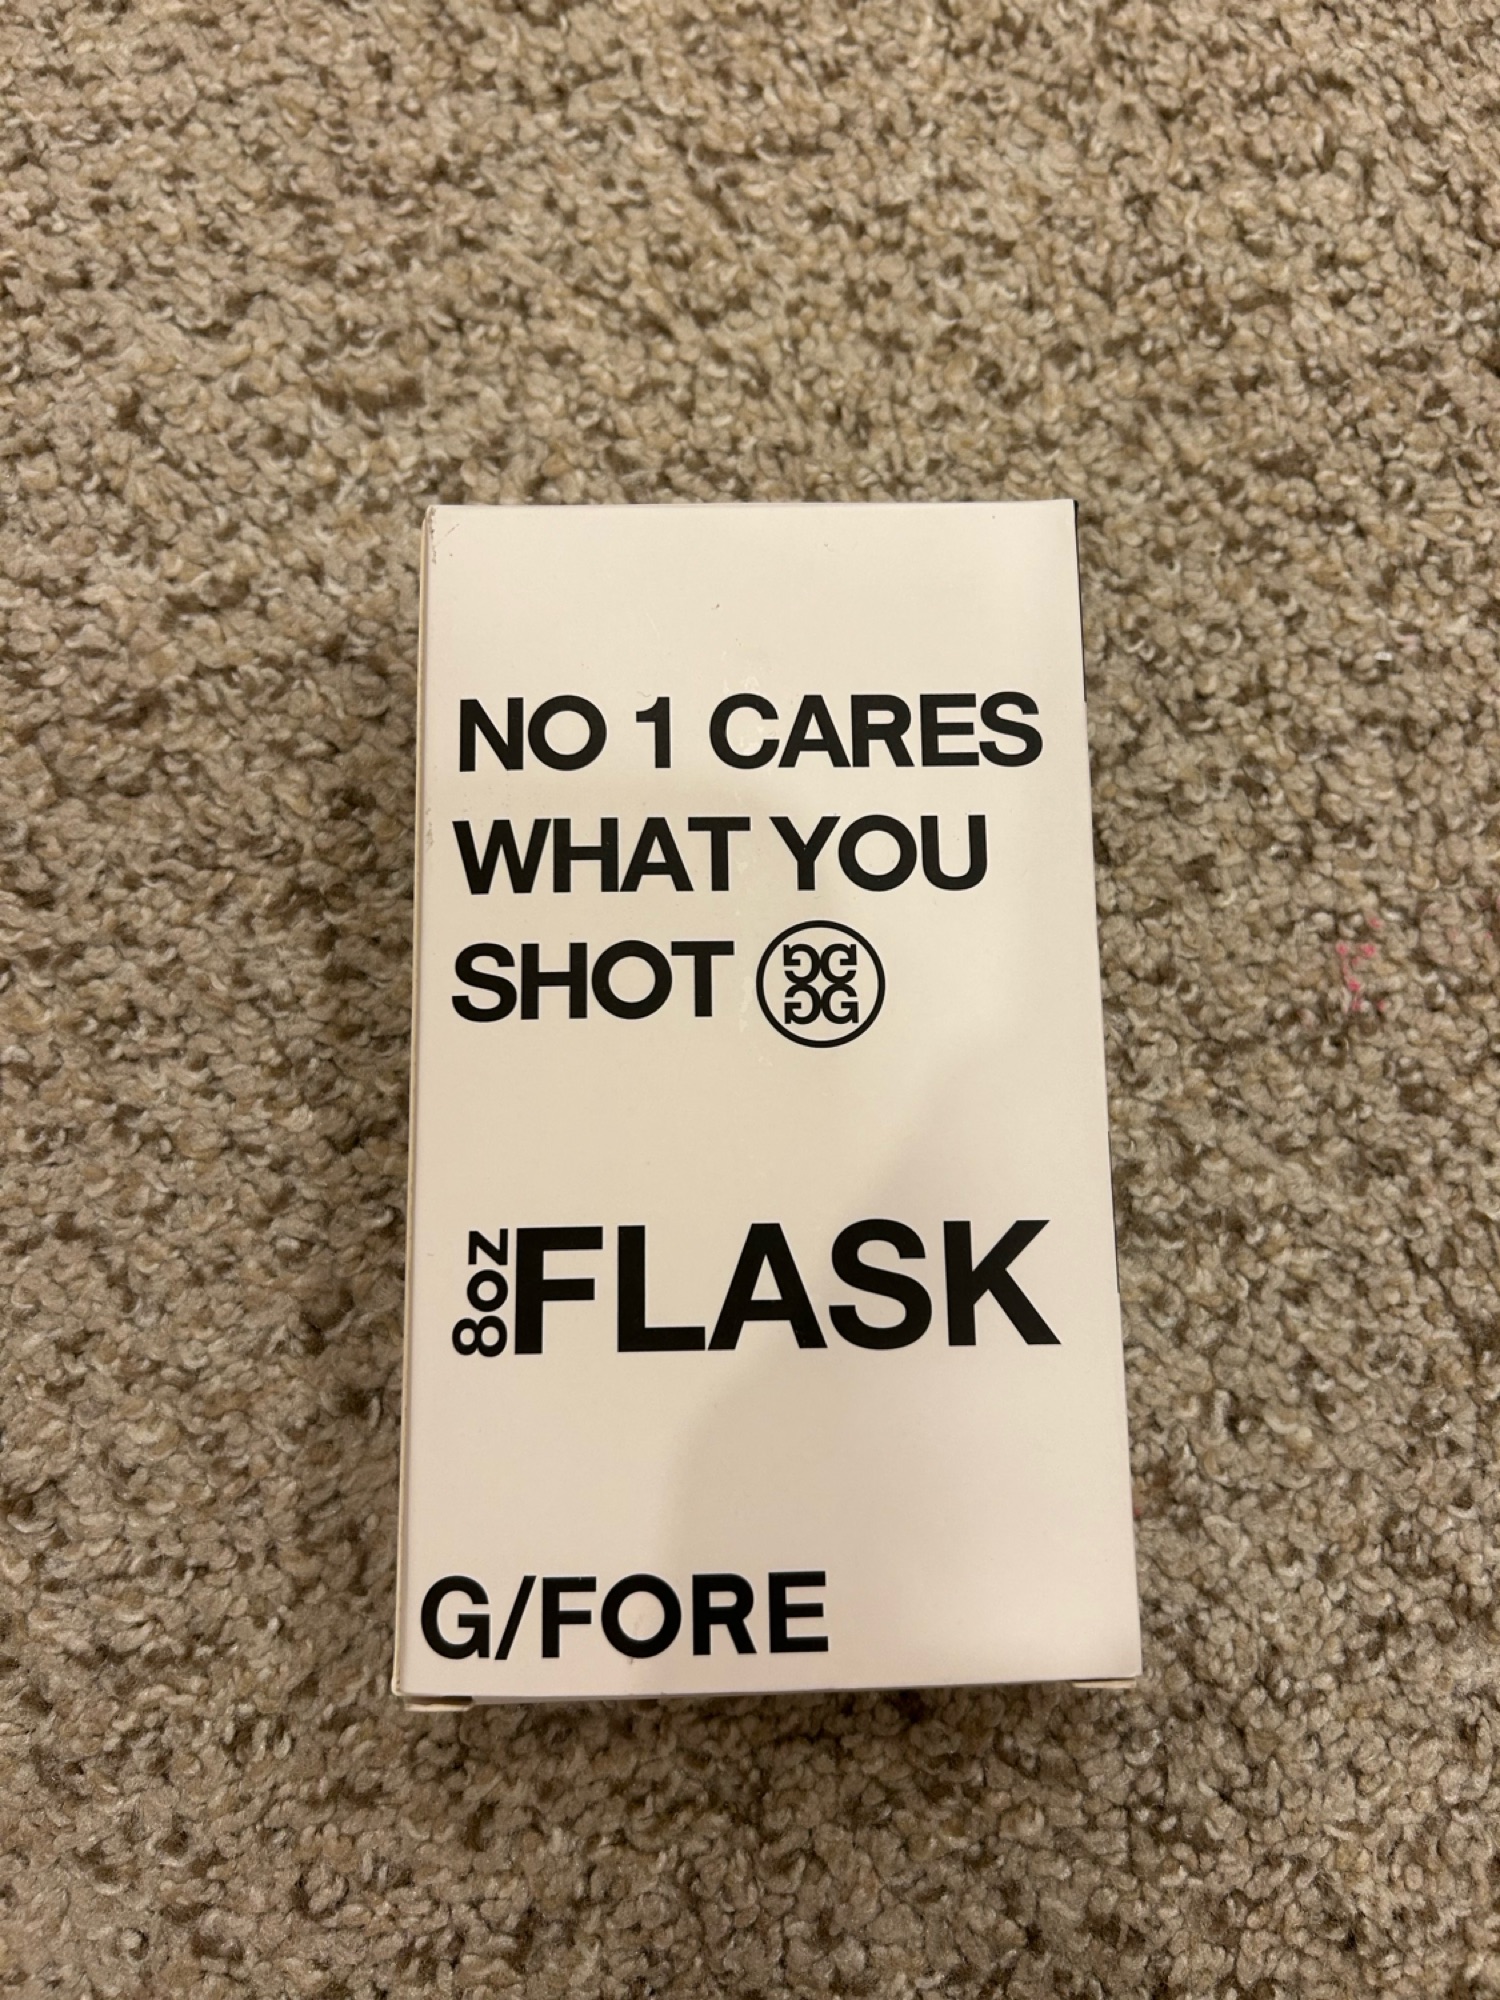 NO 1 CARES
WHAT YOU
SHOT
8oz FLASK
G/FORE